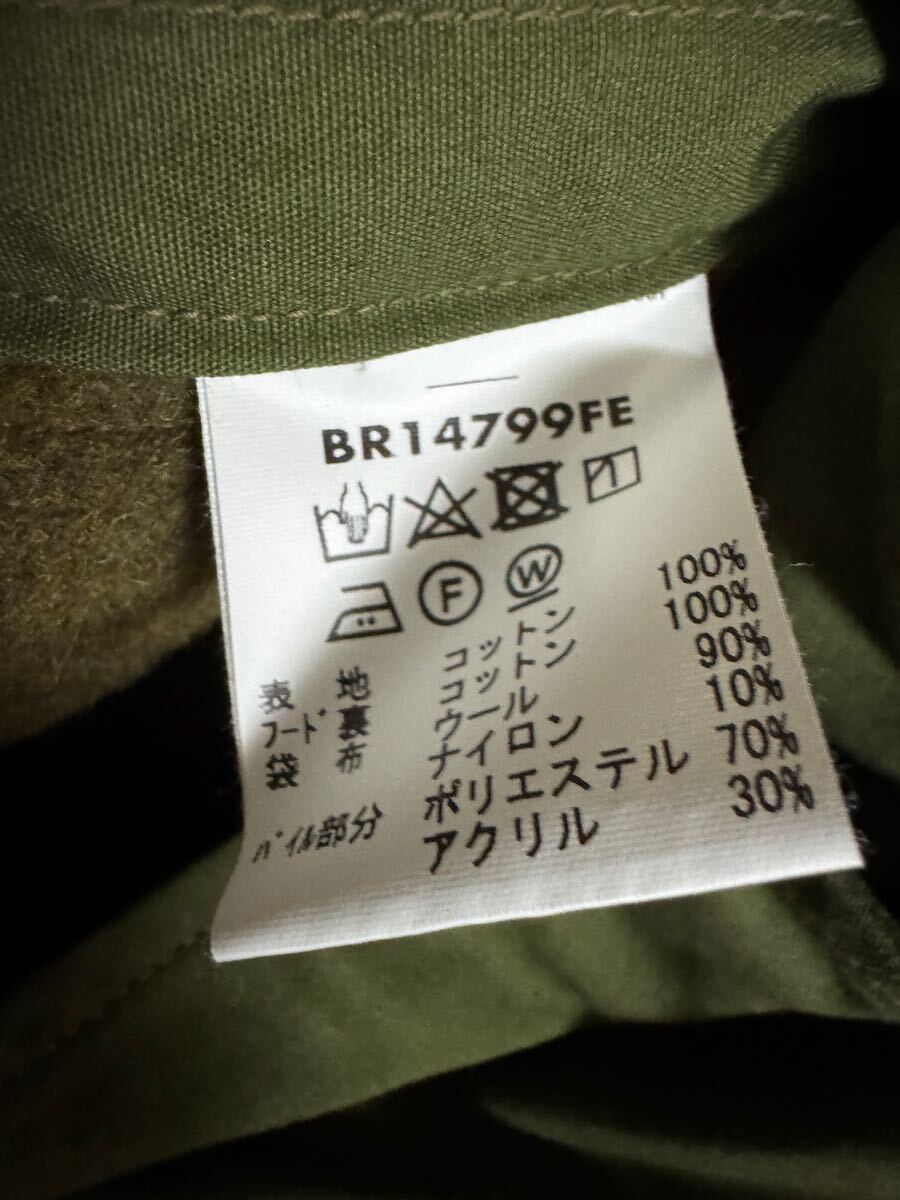 BR14799FE
F W
表 地 コットン 100%
フード裏 コットン 100%
袋 布 ウール 90%
ナイロン 10%
パイル部分 ポリエステル 70%
アクリル 30%